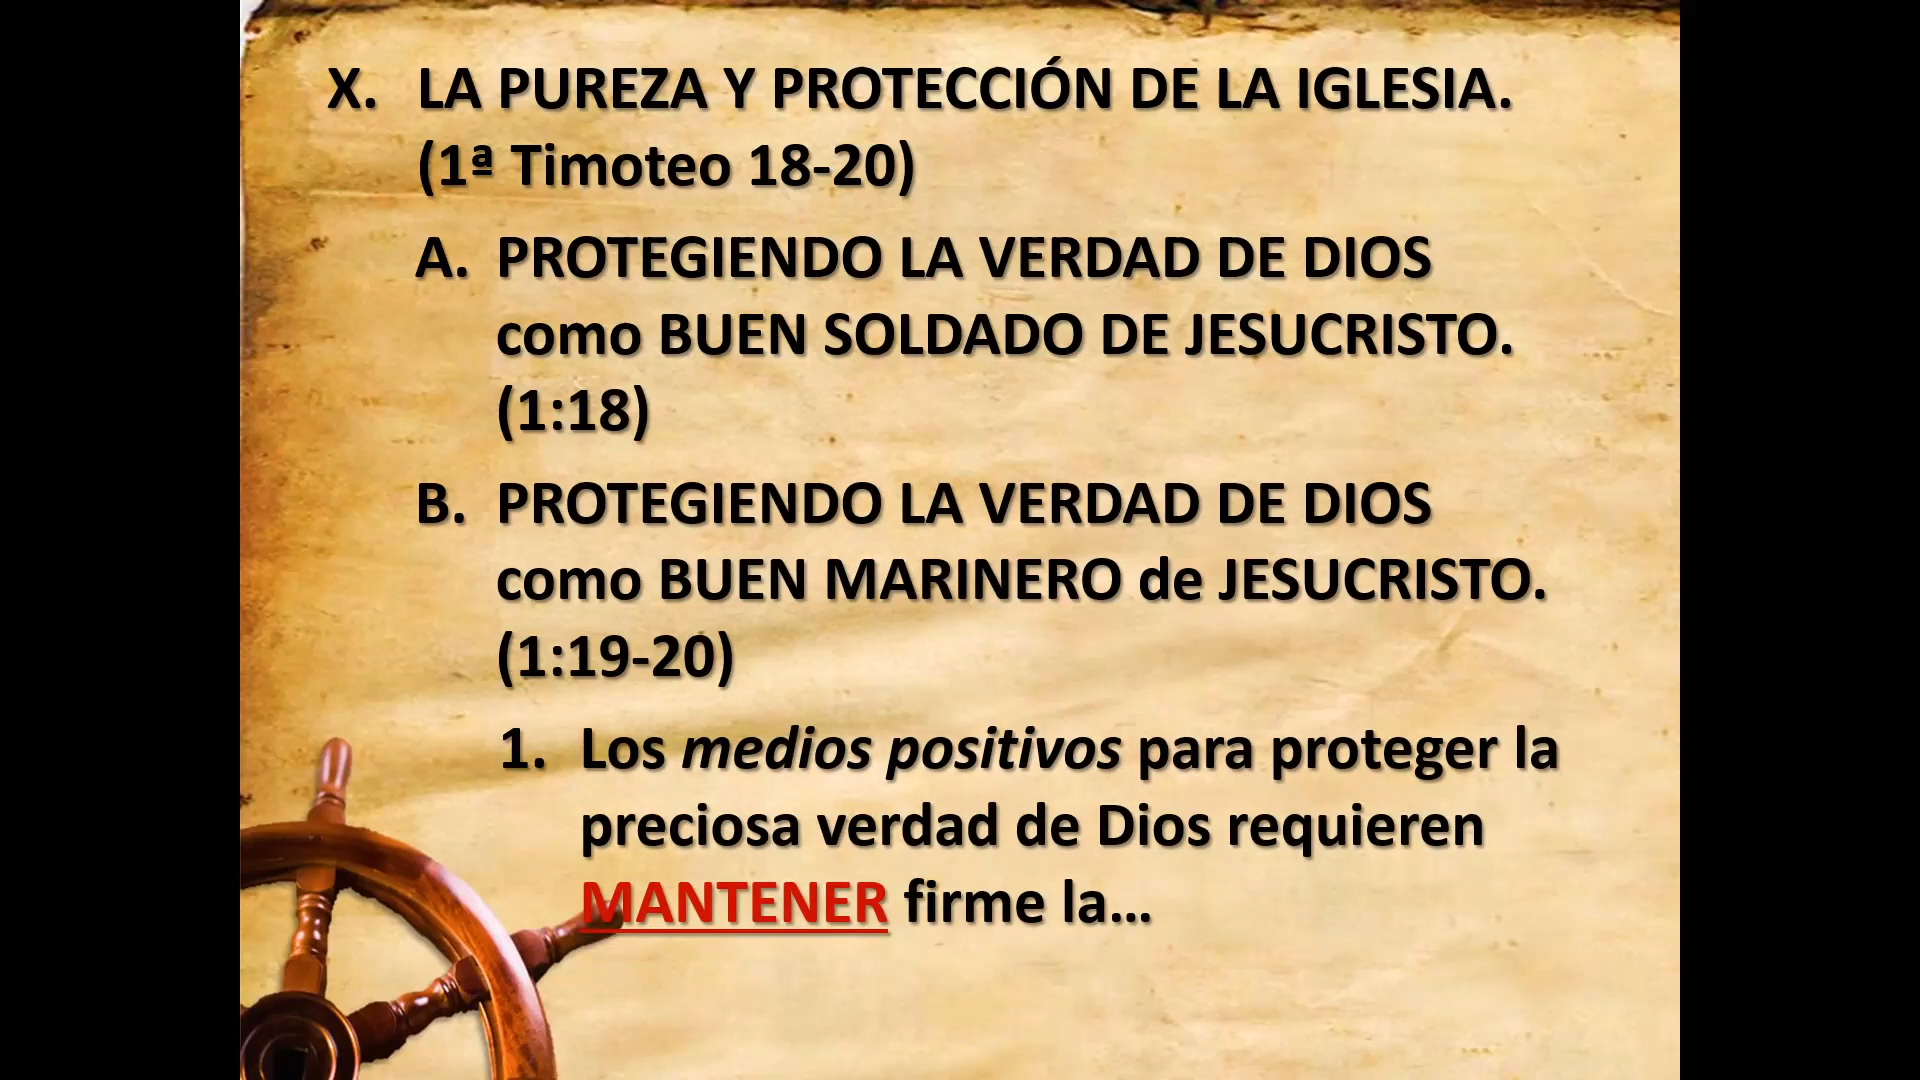 X. LA PUREZA Y PROTECCIÓN DE LA IGLESIA.
(1ª Timoteo 18-20)
A. PROTEGIENDO LA VERDAD DE DIOS
como BUEN SOLDADO DE JESUCRISTO.
(1:18)
B. PROTEGIENDO LA VERDAD DE DIOS
como BUEN MARINERO de JESUCRISTO.
(1:19-20)
1. Los medios positivos para proteger la
preciosa verdad de Dios requieren
MANTENER firme la…